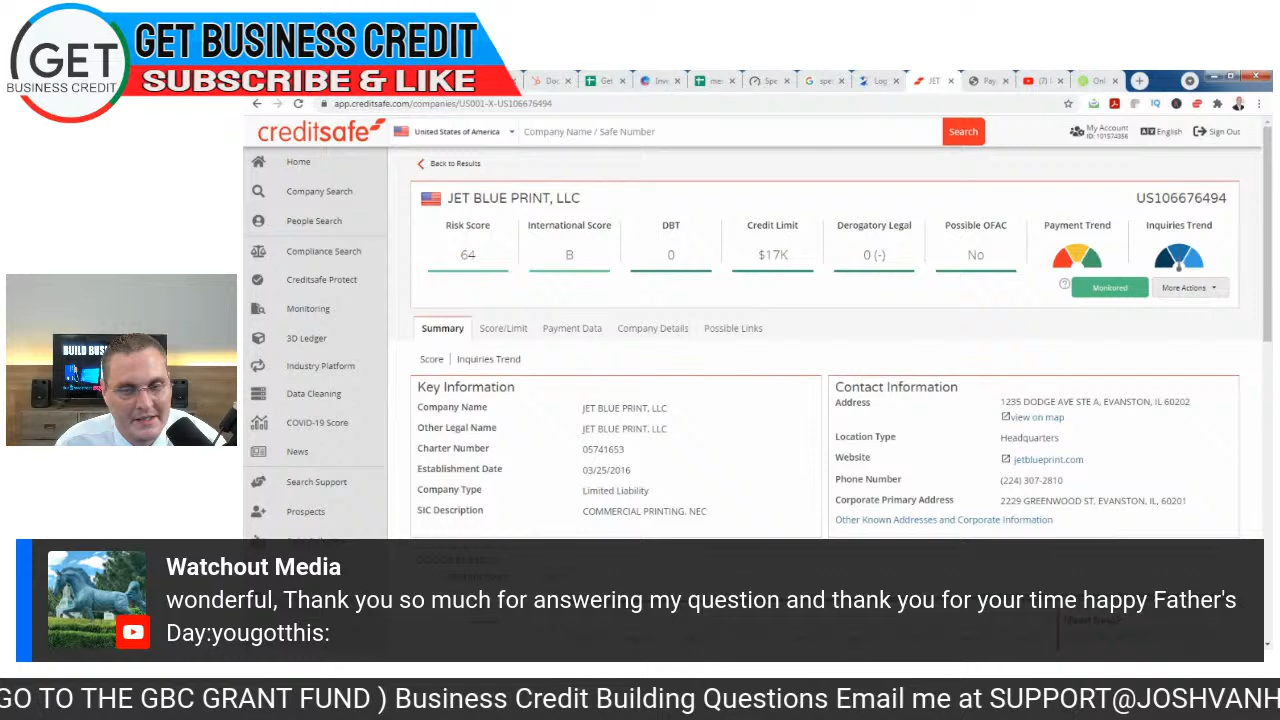 GET BUSINESS CREDIT
SUBSCRIBE & LIKE
GET
BUSINESS CREDIT
app.creditsafe.com/companies/US001-X-US106676494
creditsafe
United States of America
Company Name / Safe Number
Search
My Account
ID: 101574356
English
Sign Out
Home
Company Search
People Search
Compliance Search
Creditsafe Protect
Monitoring
3D Ledger
Industry Platform
Data Cleaning
COVID-19 Score
News
Search Support
Prospects
Back to Results
JET BLUE PRINT, LLC
US106676494
Risk Score International Score DBT Credit Limit Derogatory Legal Possible OFAC Payment Trend Inquiries Trend
64 B 0 $17K 0 (-) No
Monitored
More Actions
Summary Score/Limit Payment Data Company Details Possible Links
Score | Inquiries Trend
Key Information
Company Name JET BLUE PRINT, LLC
Other Legal Name JET BLUE PRINT, LLC
Charter Number 05741653
Establishment Date 03/25/2016
Company Type Limited Liability
SIC Description COMMERCIAL PRINTING, NEC
Contact Information
Address 1235 DODGE AVE STE A, EVANSTON, IL 60202
view on map
Location Type Headquarters
Website jetblueprint.com
Phone Number (224) 307-2810
Corporate Primary Address 2229 GREENWOOD ST, EVANSTON, IL, 60201
Other Known Addresses and Corporate Information
BUILD BUS
Watchout Media
wonderful, Thank you so much for answering my question and thank you for your time happy Father's
Day:yougotthis:
GO TO THE GBC GRANT FUND ) Business Credit Building Questions Email me at SUPPORT@JOSHVANH